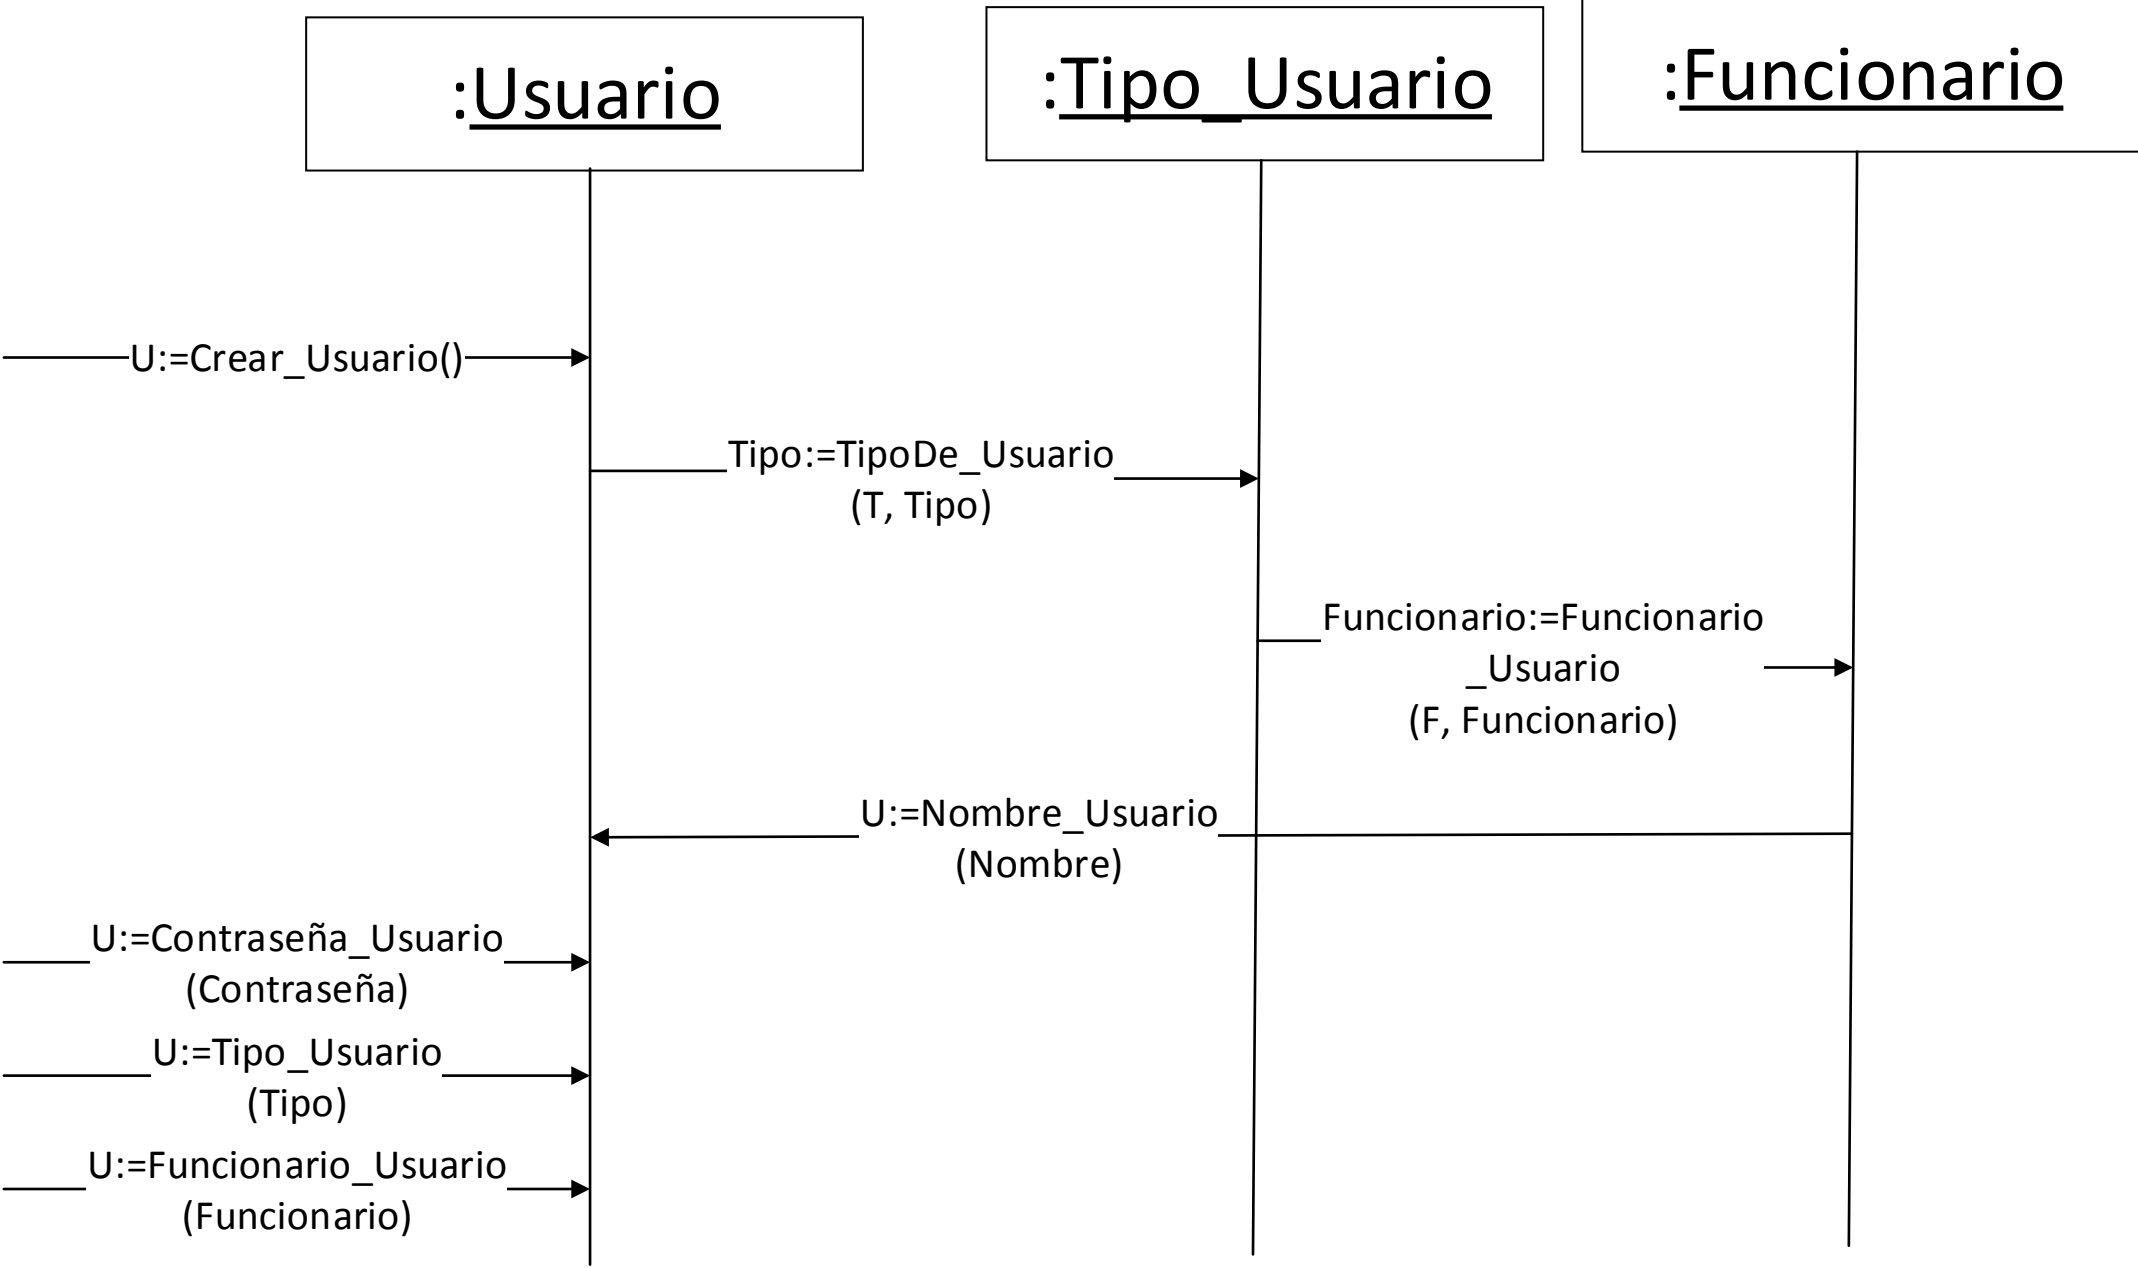 :Usuario
:Tipo_Usuario
:Funcionario
U:=Crear_Usuario()
Tipo:=TipoDe_Usuario
(T, Tipo)
Funcionario:=Funcionario
_Usuario
(F, Funcionario)
U:=Nombre_Usuario
(Nombre)
U:=Contraseña_Usuario
(Contraseña)
U:=Tipo_Usuario
(Tipo)
U:=Funcionario_Usuario
(Funcionario)